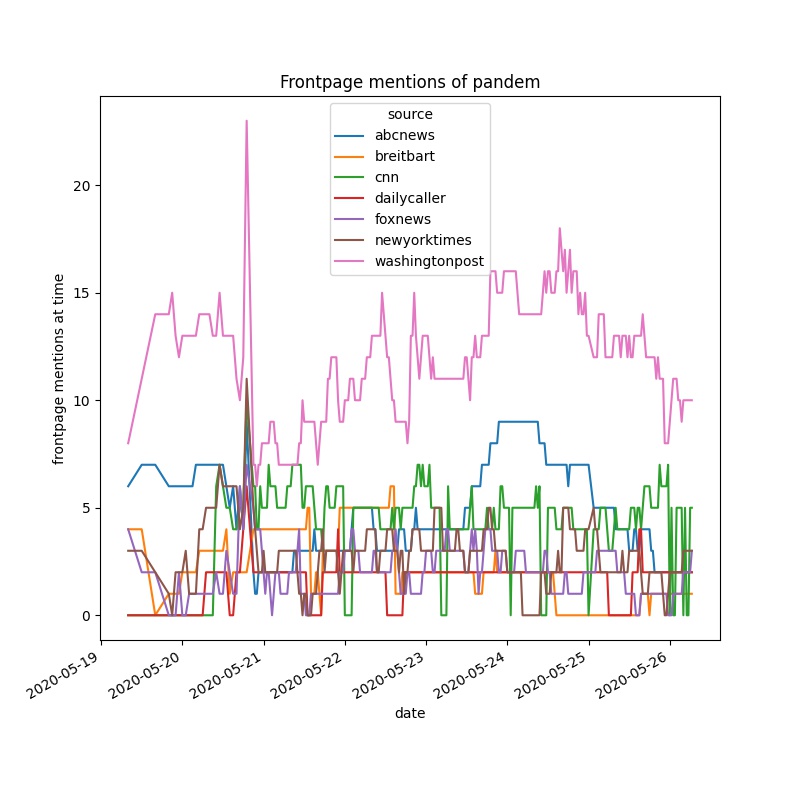 Frontpage mentions of pandem
source
abcnews
breitbart
cnn
dailycaller
foxnews
newyorktimes
washingtonpost
frontpage mentions at time
20
15
10
5
0
2020-05-19
2020-05-20
2020-05-21
2020-05-22
2020-05-23
2020-05-24
2020-05-25
2020-05-26
date